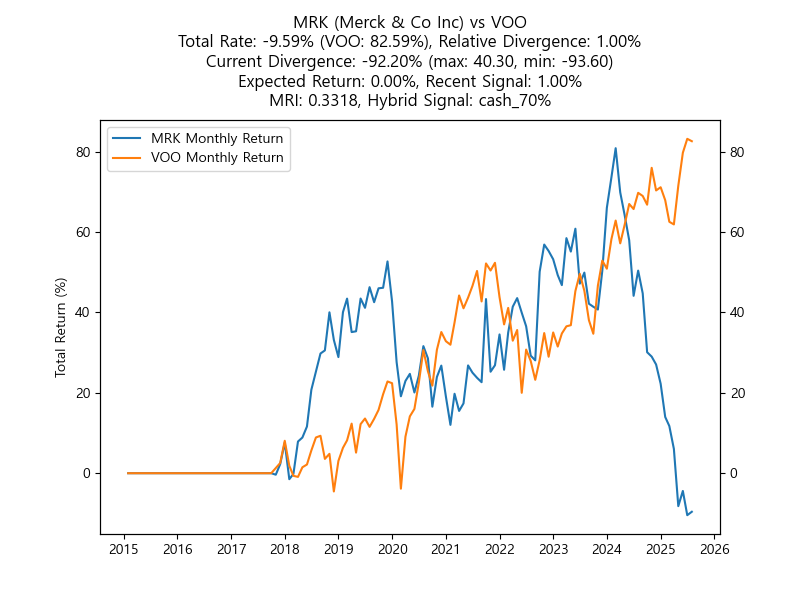 MRK (Merck & Co Inc) vs VOO
Total Rate: -9.59% (VOO: 82.59%), Relative Divergence: 1.00%
Current Divergence: -92.20% (max: 40.30, min: -93.60)
Expected Return: 0.00%, Recent Signal: 1.00%
MRI: 0.3318, Hybrid Signal: cash_70%
MRK Monthly Return
VOO Monthly Return
Total Return (%)
80
60
40
20
0
80
60
40
20
0
2015 2016 2017 2018 2019 2020 2021 2022 2023 2024 2025 2026